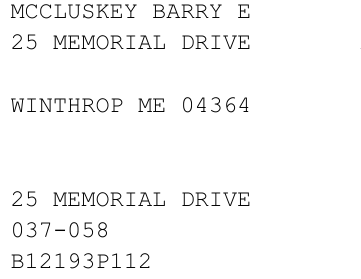 MCCLUSKEY BARRY E
25 MEMORIAL DRIVE
WINTHROP ME 04364
25 MEMORIAL DRIVE
037-058
B12193P112